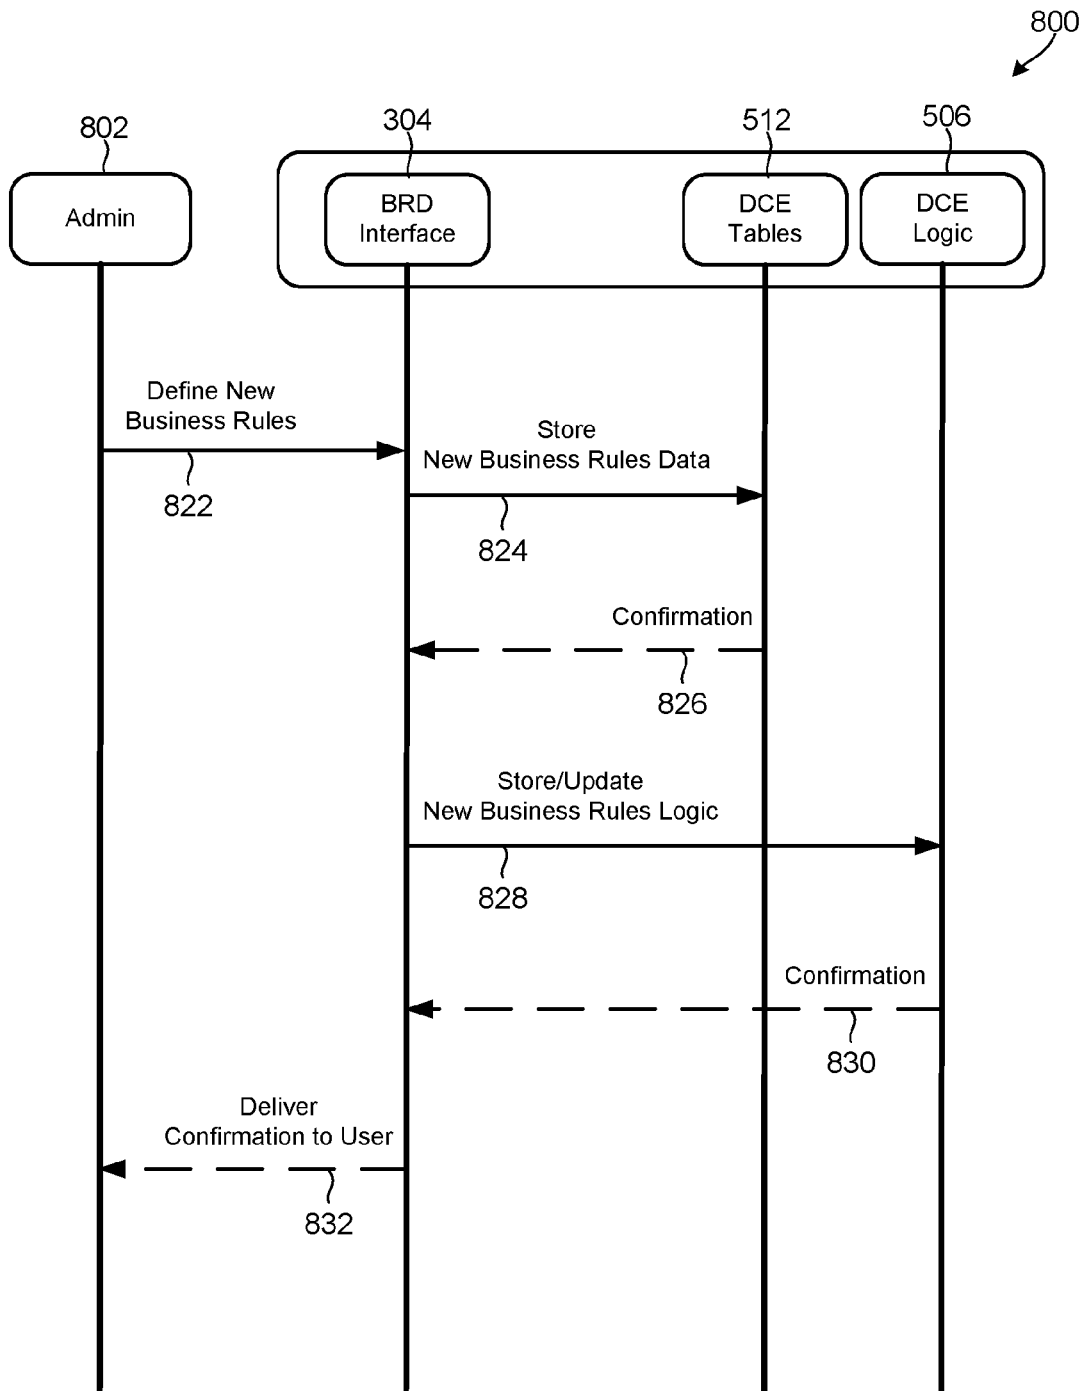 800
802
304
512
506
Admin
BRD
Interface
DCE
Tables
DCE
Logic
Define New
Business Rules
822
Store
New Business Rules Data
824
Confirmation
826
Store/Update
New Business Rules Logic
828
Confirmation
830
Deliver
Confirmation to User
832